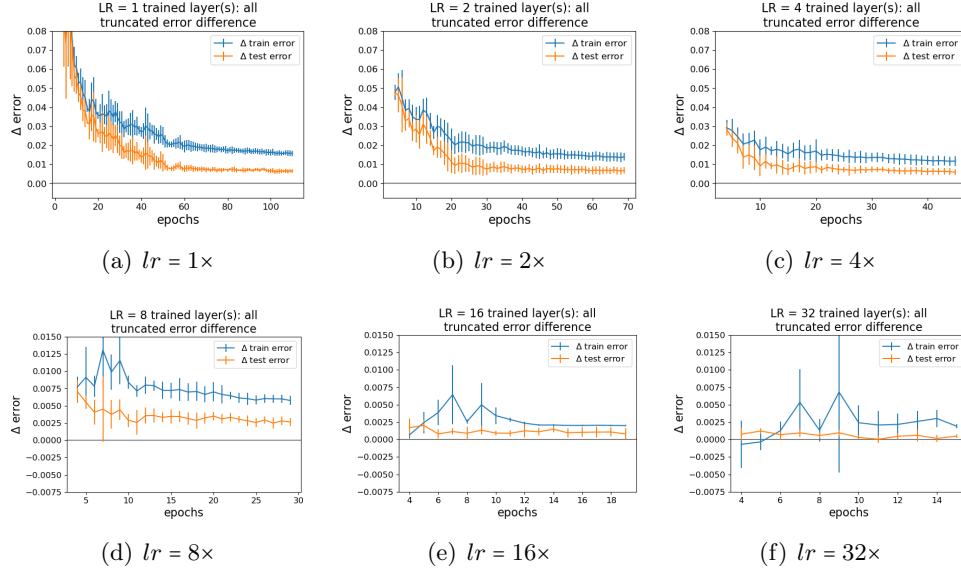 LR = 1 trained layer(s): all
truncated error difference
Δ train error
Δ test error
0.08
0.07
0.06
0.05
0.04
0.03
0.02
0.01
0.00
Δ error
0 20 40 60 80 100
epochs
(a) lr = 1×
LR = 2 trained layer(s): all
truncated error difference
Δ train error
Δ test error
0.08
0.07
0.06
0.05
0.04
0.03
0.02
0.01
0.00
Δ error
10 20 30 40 50 60 70
epochs
(b) lr = 2×
LR = 4 trained layer(s): all
truncated error difference
Δ train error
Δ test error
0.08
0.07
0.06
0.05
0.04
0.03
0.02
0.01
0.00
Δ error
10 20 30 40
epochs
(c) lr = 4×
LR = 8 trained layer(s): all
truncated error difference
Δ train error
Δ test error
0.0150
0.0125
0.0100
0.0075
0.0050
0.0025
0.0000
−0.0025
−0.0050
−0.0075
Δ error
5 10 15 20 25 30
epochs
(d) lr = 8×
LR = 16 trained layer(s): all
truncated error difference
Δ train error
Δ test error
0.0150
0.0125
0.0100
0.0075
0.0050
0.0025
0.0000
−0.0025
−0.0050
−0.0075
Δ error
4 6 8 10 12 14 16 18
epochs
(e) lr = 16×
LR = 32 trained layer(s): all
truncated error difference
Δ train error
Δ test error
0.0150
0.0125
0.0100
0.0075
0.0050
0.0025
0.0000
−0.0025
−0.0050
−0.0075
Δ error
4 6 8 10 12 14
epochs
(f) lr = 32×